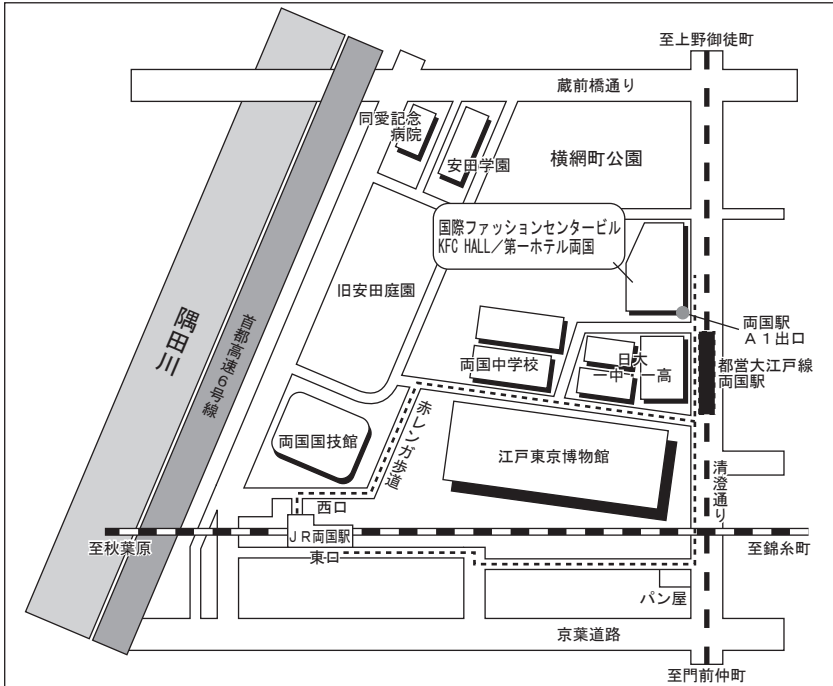 至上野御徒町
蔵前橋通り
同愛記念
病院
安田学園
横網町公園
国際ファッションセンタービル
KFC HALL／第一ホテル両国
旧安田庭園
隅田川
首都高速6号線
両国駅
A1出口
両国中学校
日大
一中
一高
都営大江戸線
両国駅
両国国技館
赤レンガ歩道
江戸東京博物館
清澄通り
西口
至秋葉原
JR両国駅
至錦糸町
東口
パン屋
京葉道路
至門前仲町